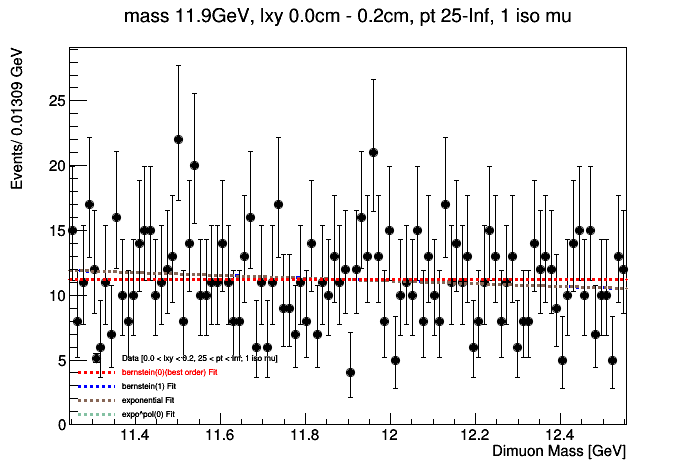 mass 11.9GeV, lxy 0.0cm - 0.2cm, pt 25-Inf, 1 iso mu
Events/ 0.01309 GeV
25
20
15
10
5
0
Data [0.0 < lxy < 0.2, 25 < pt < Inf, 1 iso mu]
bernstein(0)(best order) Fit
bernstein(1) Fit
exponential Fit
expo*pol(0) Fit
11.4 11.6 11.8 12 12.2 12.4
Dimuon Mass [GeV]